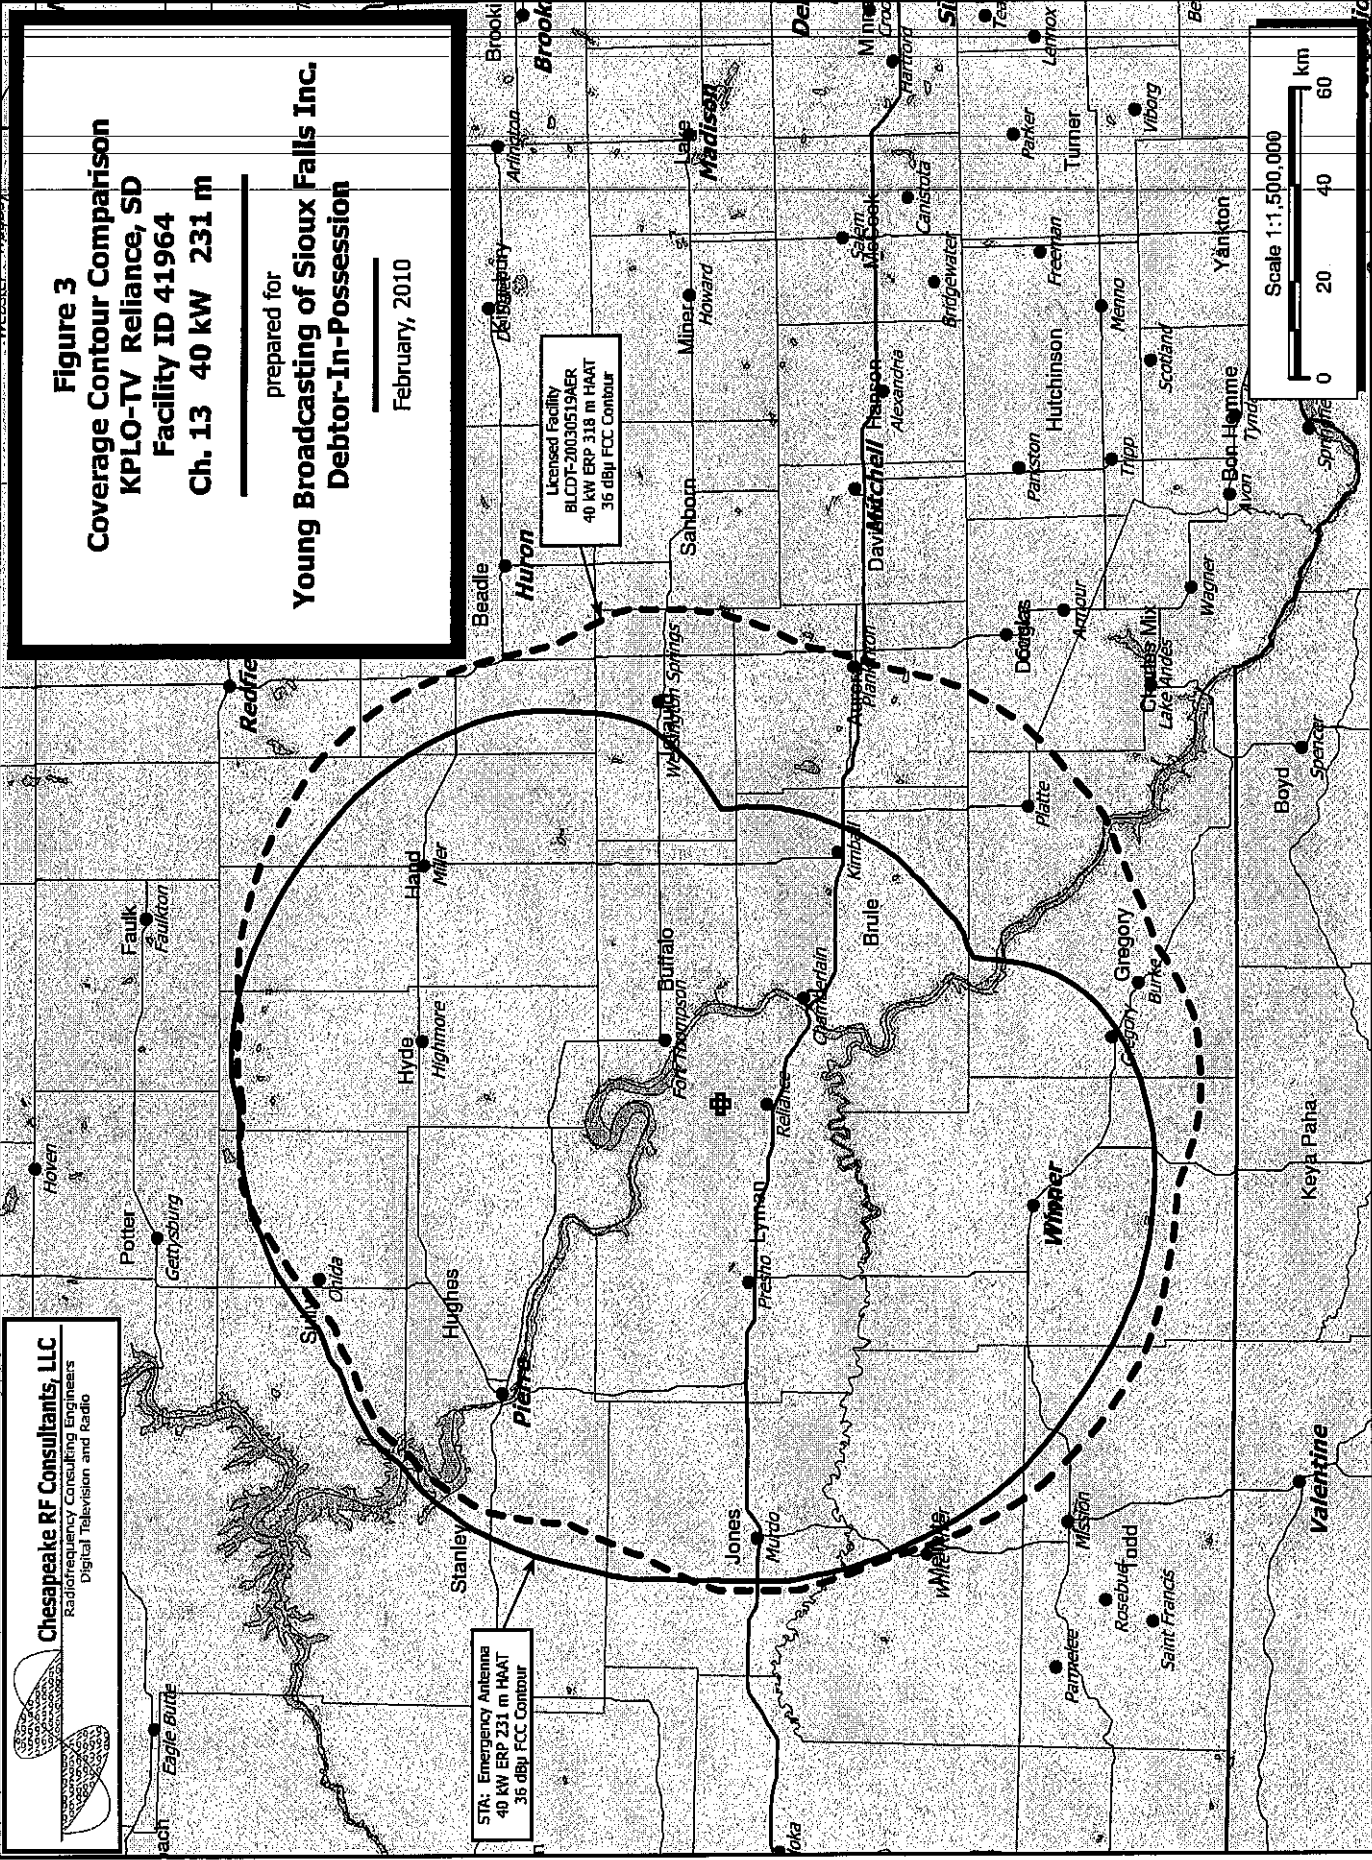 Figure 3
Coverage Contour Comparison
KPLO-TV Reliance, SD
Facility ID 41964
Ch. 13 40 kW 231 m
prepared for
Young Broadcasting of Sioux Falls Inc.
Debtor-In-Possession
February, 2010
Chesapeake RF Consultants, LLC
Radiofrequency Consulting Engineers
Digital Television and Radio
Licensed Facility
BLCDT-20030519AER
40 kW ERP 318 m HAAT
36 dBµ FCC Contour
STA: Emergency Antenna
40 kW ERP 231 m HAAT
36 dBµ FCC Contour
Scale 1:1,500,000
0 20 40 60 km
Eagle Butte
Hoven
Potter
Gettysburg
Faulk
Faulkton
Sully
Onida
Hyde
Highmore
Hand
Miller
Beadle
Huron
Arlington
Hughes
Pierre
Stanley
Buffalo
Fort Thompson
Wessington Springs
Sanborn
Miner
Howard
Lake
Madison
Jones
Murdo
Lyman
Presho
Reliance
Chamberlain
Brule
Kimball
Aurora
Plankinton
Mitchell
Hanson
Alexandria
Salem
McCook
Canistota
Bridgewater
Hartford
Mellette
Winner
Gregory
Gregory
Burke
Platte
Douglas
Armour
Parkston
Hutchinson
Tripp
Menno
Freeman
Parker
Turner
Viborg
Lennox
Scotland
Yankton
Bon Homme
Avon
Wagner
Lake Andes
Mission
Todd
Rosebud
Saint Francis
Parmelee
Valentine
Keya Paha
Boyd
Spencer